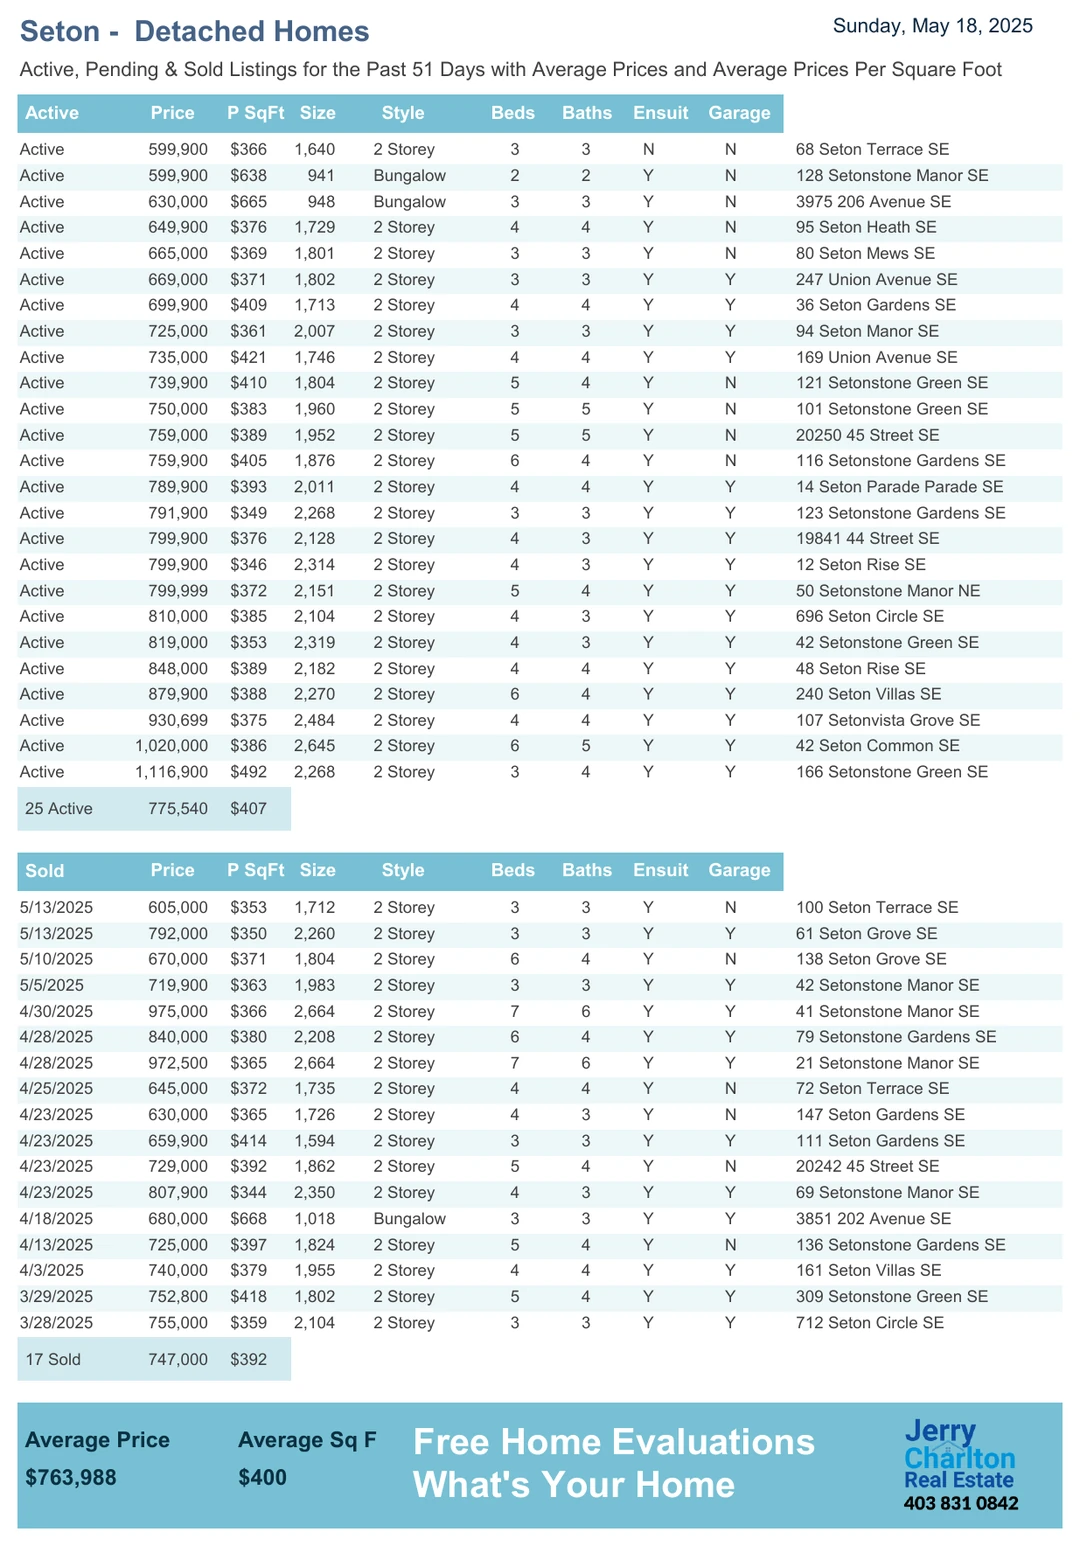 Seton -  Detached Homes
Sunday, May 18, 2025
Active, Pending & Sold Listings for the Past 51 Days with Average Prices and Average Prices Per Square Foot
Active Price P SqFt Size Style Beds Baths Ensuit Garage
Active 599,900 $366 1,640 2 Storey 3 3 N N 68 Seton Terrace SE
Active 599,900 $638 941 Bungalow 2 2 Y N 128 Setonstone Manor SE
Active 630,000 $665 948 Bungalow 3 3 Y N 3975 206 Avenue SE
Active 649,900 $376 1,729 2 Storey 4 4 Y N 95 Seton Heath SE
Active 665,000 $369 1,801 2 Storey 3 3 Y N 80 Seton Mews SE
Active 669,000 $371 1,802 2 Storey 3 3 Y Y 247 Union Avenue SE
Active 699,900 $409 1,713 2 Storey 4 4 Y Y 36 Seton Gardens SE
Active 725,000 $361 2,007 2 Storey 3 3 Y Y 94 Seton Manor SE
Active 735,000 $421 1,746 2 Storey 4 4 Y Y 169 Union Avenue SE
Active 739,900 $410 1,804 2 Storey 5 4 Y N 121 Setonstone Green SE
Active 750,000 $383 1,960 2 Storey 5 5 Y N 101 Setonstone Green SE
Active 759,000 $389 1,952 2 Storey 5 5 Y N 20250 45 Street SE
Active 759,900 $405 1,876 2 Storey 6 4 Y N 116 Setonstone Gardens SE
Active 789,900 $393 2,011 2 Storey 4 4 Y Y 14 Seton Parade Parade SE
Active 791,900 $349 2,268 2 Storey 3 3 Y Y 123 Setonstone Gardens SE
Active 799,900 $376 2,128 2 Storey 4 3 Y Y 19841 44 Street SE
Active 799,900 $346 2,314 2 Storey 4 3 Y Y 12 Seton Rise SE
Active 799,999 $372 2,151 2 Storey 5 4 Y Y 50 Setonstone Manor NE
Active 810,000 $385 2,104 2 Storey 4 3 Y Y 696 Seton Circle SE
Active 819,000 $353 2,319 2 Storey 4 3 Y Y 42 Setonstone Green SE
Active 848,000 $389 2,182 2 Storey 4 4 Y Y 48 Seton Rise SE
Active 879,900 $388 2,270 2 Storey 6 4 Y Y 240 Seton Villas SE
Active 930,699 $375 2,484 2 Storey 4 4 Y Y 107 Setonvista Grove SE
Active 1,020,000 $386 2,645 2 Storey 6 5 Y Y 42 Seton Common SE
Active 1,116,900 $492 2,268 2 Storey 3 4 Y Y 166 Setonstone Green SE
25 Active 775,540 $407
Sold Price P SqFt Size Style Beds Baths Ensuit Garage
5/13/2025 605,000 $353 1,712 2 Storey 3 3 Y N 100 Seton Terrace SE
5/13/2025 792,000 $350 2,260 2 Storey 3 3 Y Y 61 Seton Grove SE
5/10/2025 670,000 $371 1,804 2 Storey 6 4 Y N 138 Seton Grove SE
5/5/2025 719,900 $363 1,983 2 Storey 3 3 Y Y 42 Setonstone Manor SE
4/30/2025 975,000 $366 2,664 2 Storey 7 6 Y Y 41 Setonstone Manor SE
4/28/2025 840,000 $380 2,208 2 Storey 6 4 Y Y 79 Setonstone Gardens SE
4/28/2025 972,500 $365 2,664 2 Storey 7 6 Y Y 21 Setonstone Manor SE
4/25/2025 645,000 $372 1,735 2 Storey 4 4 Y N 72 Seton Terrace SE
4/23/2025 630,000 $365 1,726 2 Storey 4 3 Y N 147 Seton Gardens SE
4/23/2025 659,900 $414 1,594 2 Storey 3 3 Y Y 111 Seton Gardens SE
4/23/2025 729,000 $392 1,862 2 Storey 5 4 Y N 20242 45 Street SE
4/23/2025 807,900 $344 2,350 2 Storey 4 3 Y Y 69 Setonstone Manor SE
4/18/2025 680,000 $668 1,018 Bungalow 3 3 Y Y 3851 202 Avenue SE
4/13/2025 725,000 $397 1,824 2 Storey 5 4 Y N 136 Setonstone Gardens SE
4/3/2025 740,000 $379 1,955 2 Storey 4 4 Y Y 161 Seton Villas SE
3/29/2025 752,800 $418 1,802 2 Storey 5 4 Y Y 309 Setonstone Green SE
3/28/2025 755,000 $359 2,104 2 Storey 3 3 Y Y 712 Seton Circle SE
17 Sold 747,000 $392
Average Price Average Sq F
$763,988 $400
Free Home Evaluations
What's Your Home
Jerry
Charlton
Real Estate
403 831 0842